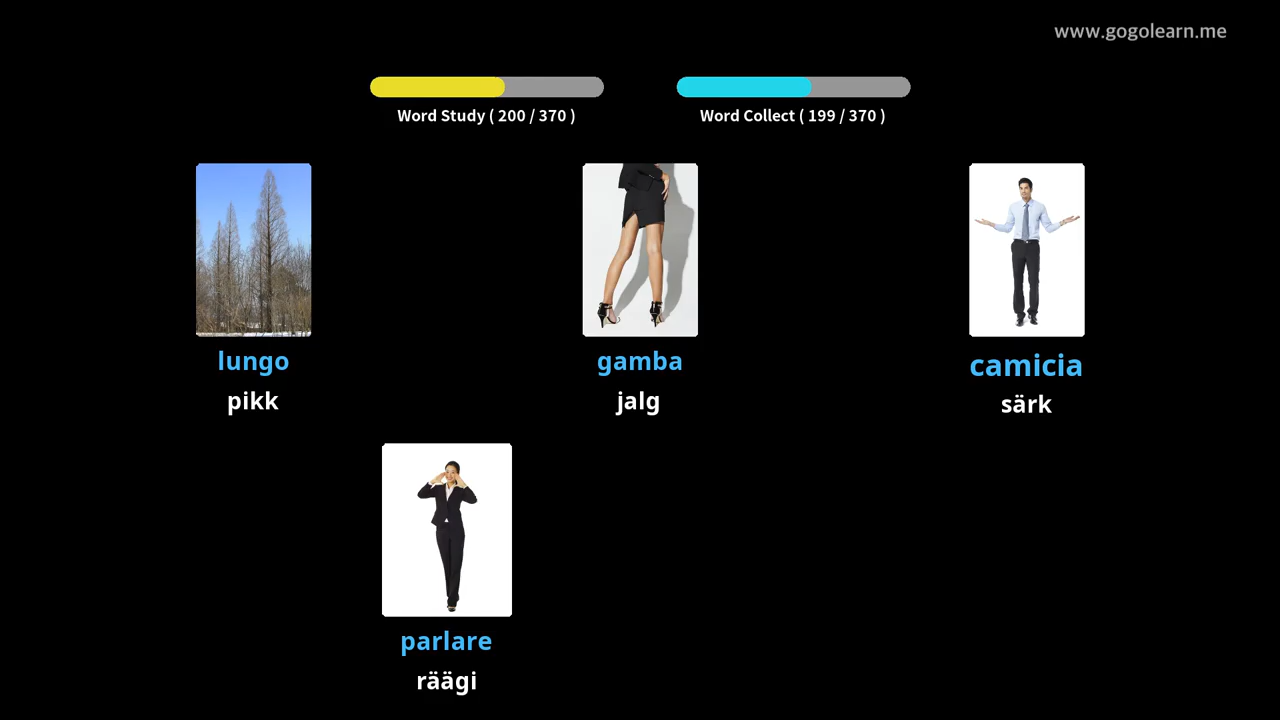 www.gogolearn.me
Word Study ( 200 / 370 )
Word Collect ( 199 / 370 )
lungo
pikk
gamba
jalg
camicia
särk
parlare
räägi